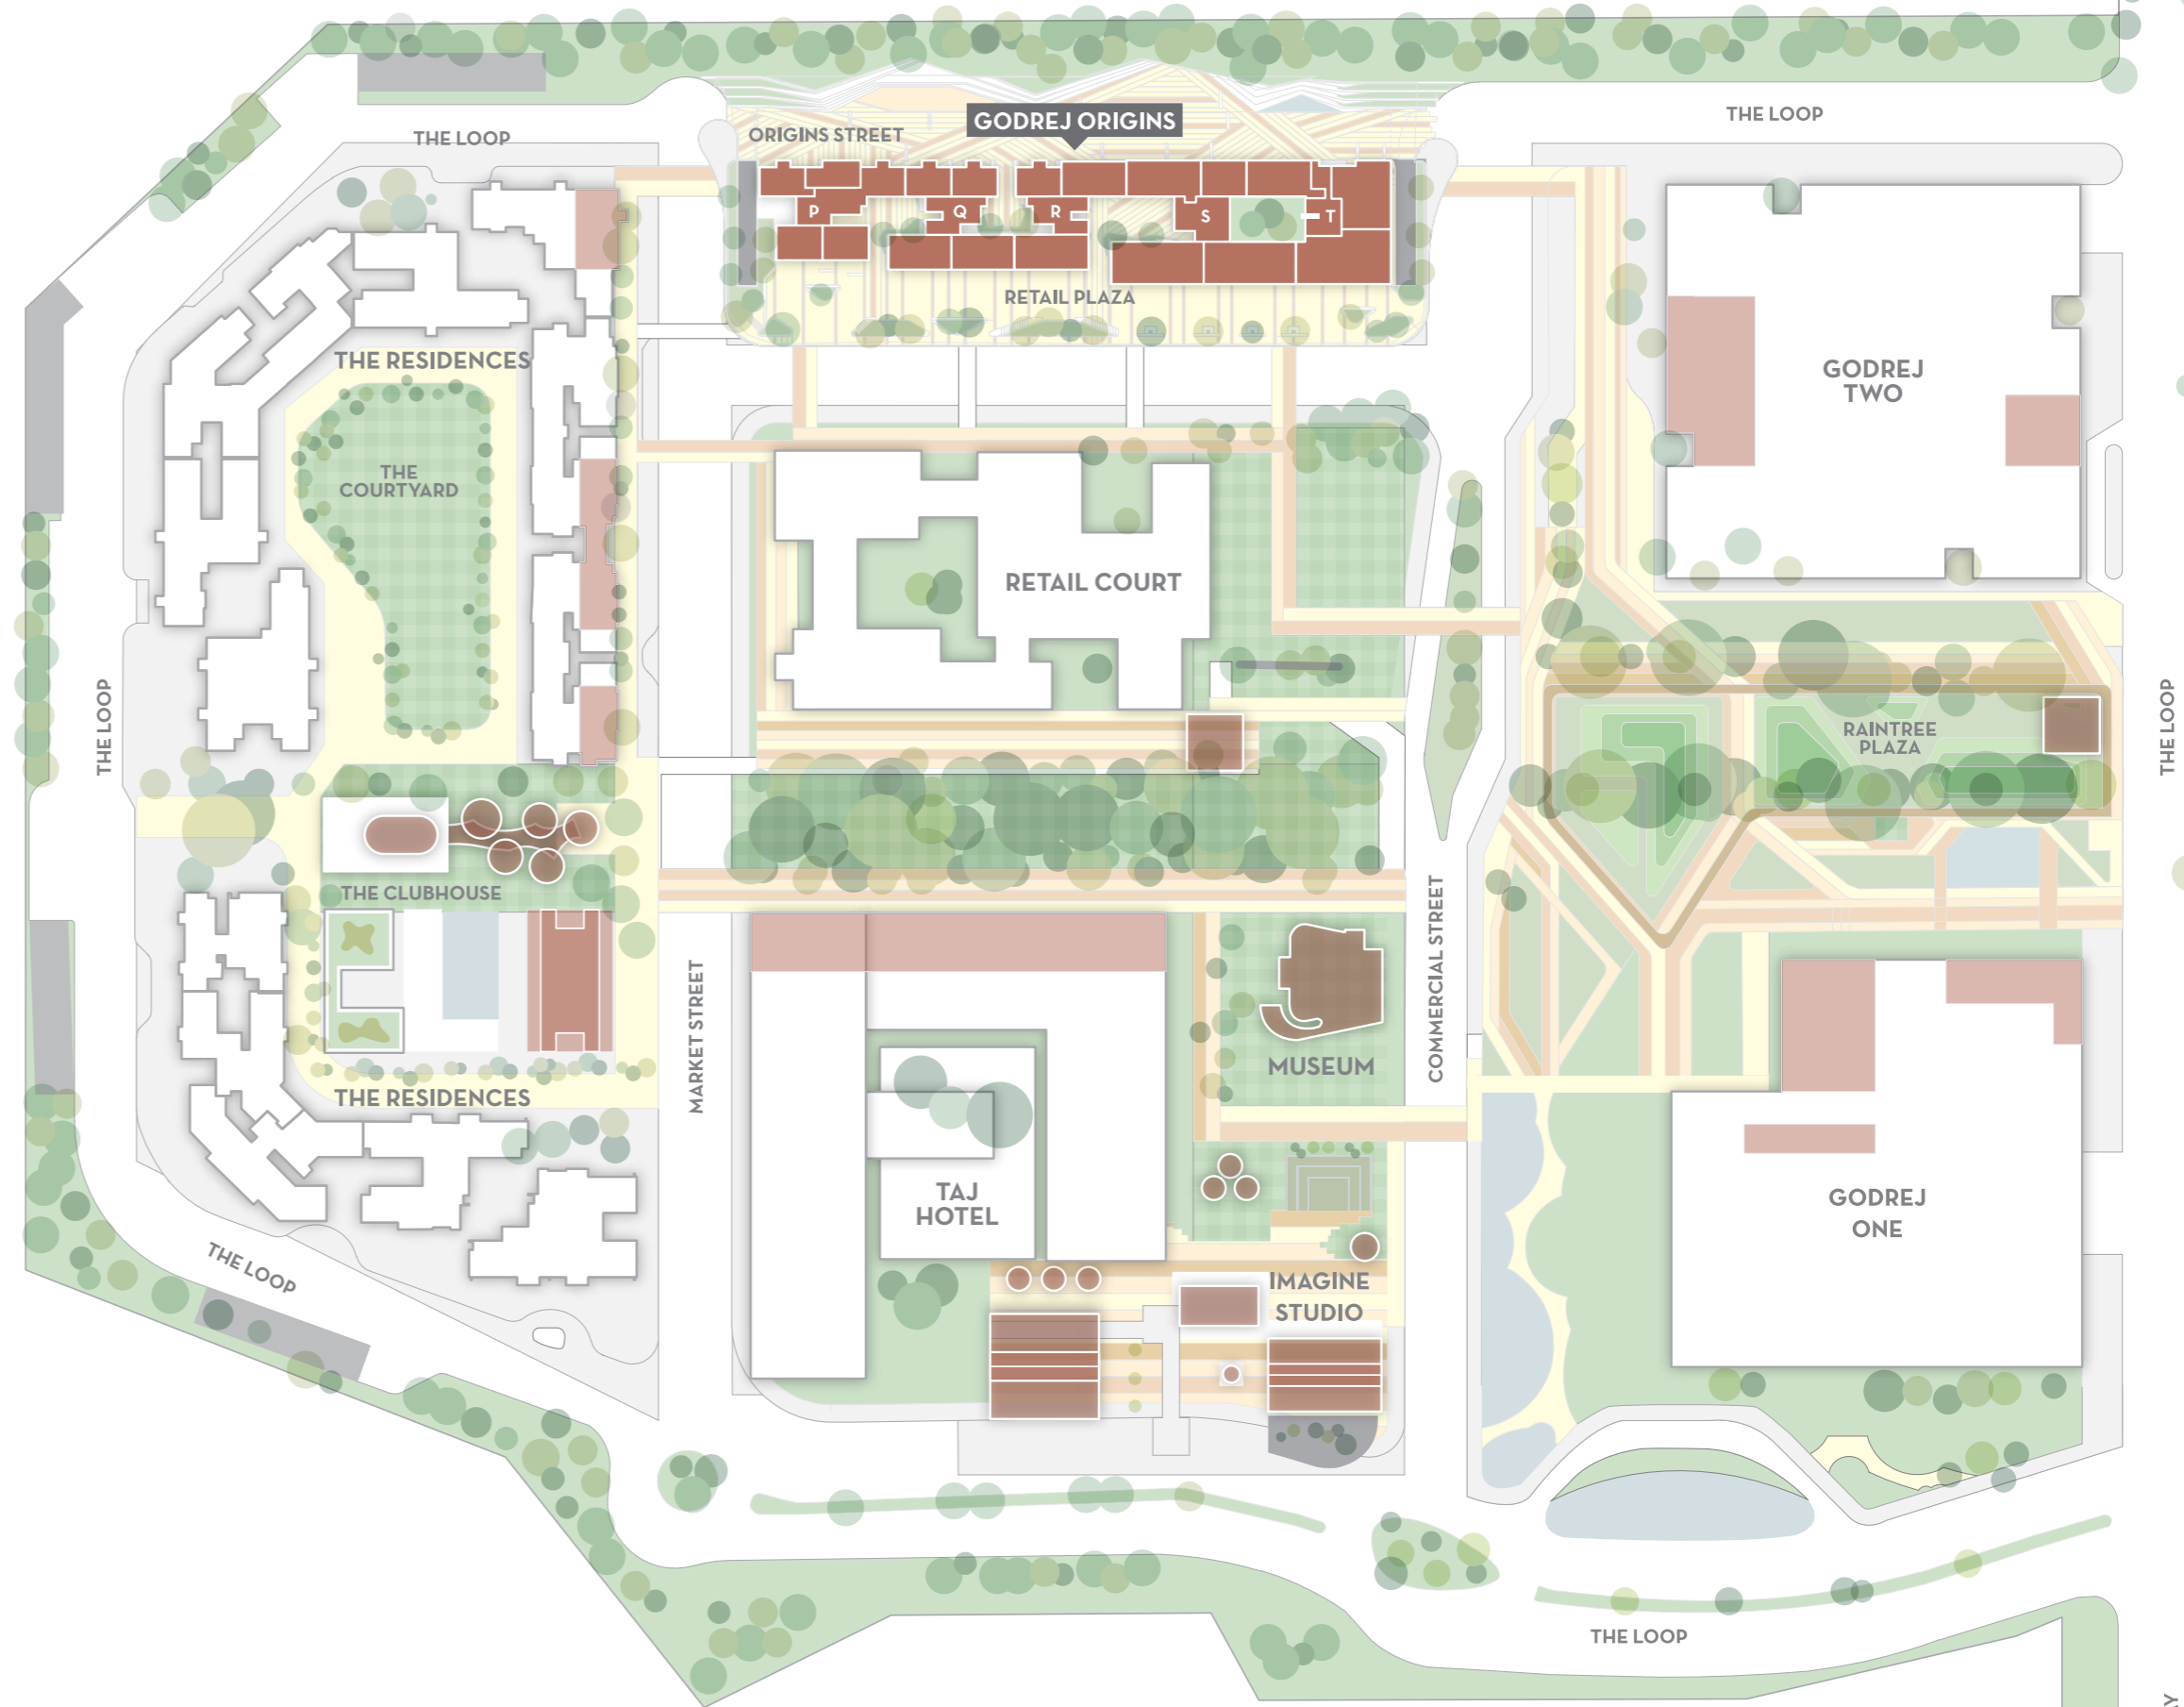 THE LOOP
ORIGINS STREET
GODREJ ORIGINS
THE LOOP
P
Q
R
S
T
RETAIL PLAZA
THE RESIDENCES
GODREJ
TWO
THE
COURTYARD
RETAIL COURT
THE LOOP
RAINTREE
PLAZA
THE LOOP
THE CLUBHOUSE
MARKET STREET
COMMERCIAL STREET
MUSEUM
THE RESIDENCES
TAJ
HOTEL
GODREJ
ONE
THE LOOP
IMAGINE
STUDIO
THE LOOP